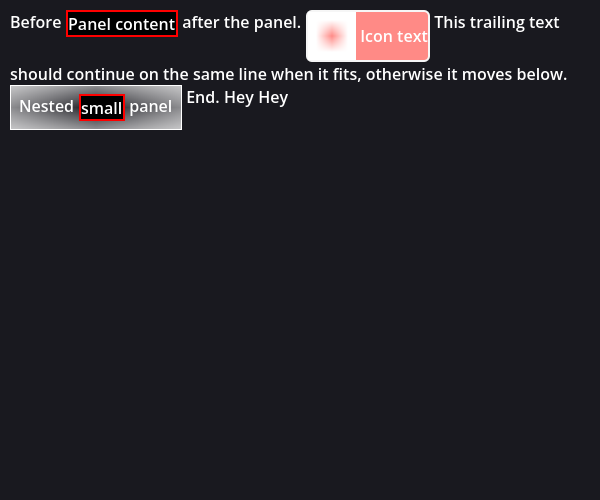 Before Panel content after the panel. Icon text This trailing text
should continue on the same line when it fits, otherwise it moves below.
Nested small panel End. Hey Hey